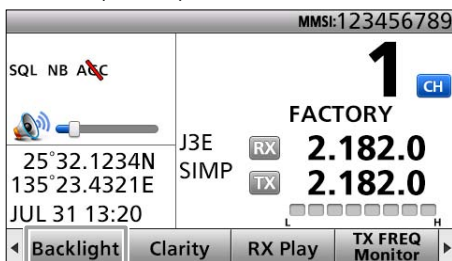 MMSI:123456789
SQL NB AGC
1 CH
FACTORY
J3E RX 2.182.0
SIMP TX 2.182.0
L H
25°32.1234N
135°23.4321E
JUL 31 13:20
Backlight Clarity RX Play TX FREQ Monitor